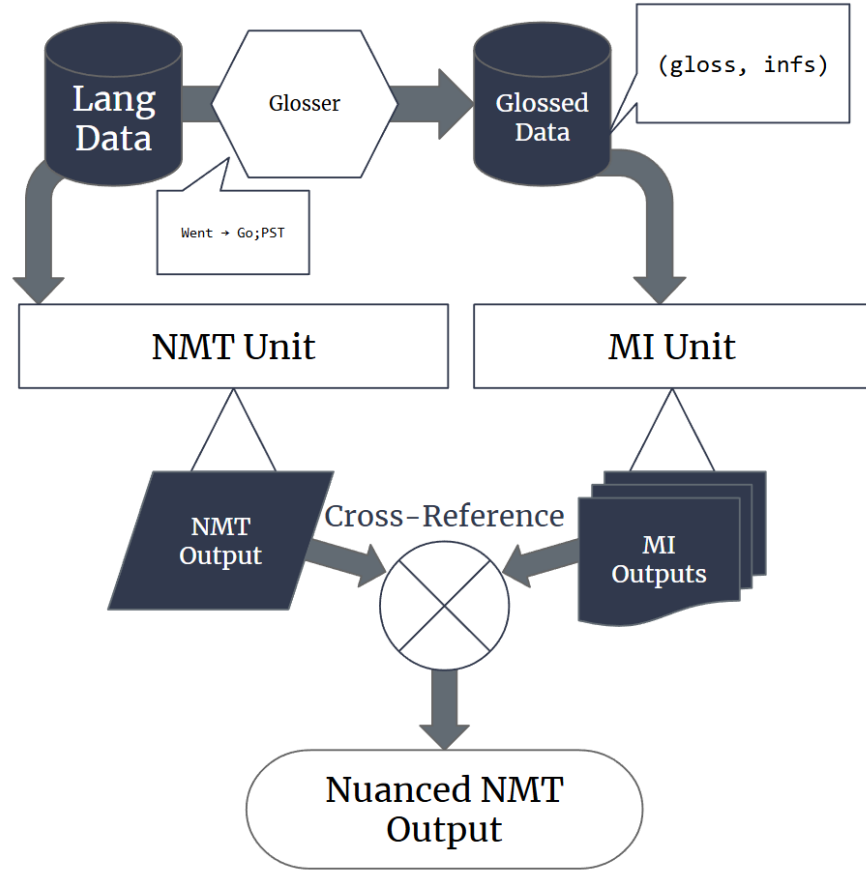 Lang
Data
Glosser
Glossed
Data
(gloss, infs)
Went → Go;PST
NMT Unit
MI Unit
NMT
Output
Cross-Reference
MI
Outputs
Nuanced NMT
Output